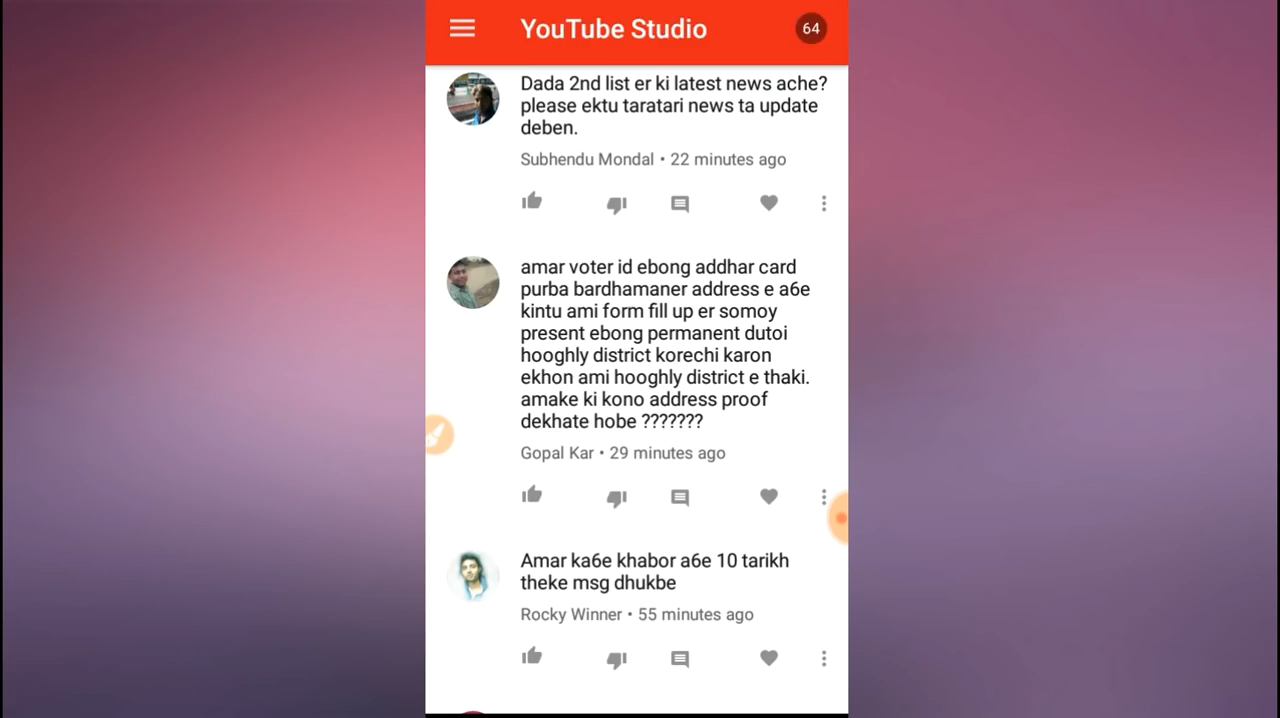 YouTube Studio
64
Dada 2nd list er ki latest news ache?
please ektu taratari news ta update
deben.
Subhendu Mondal • 22 minutes ago
amar voter id ebong addhar card
purba bardhamaner address e a6e
kintu ami form fill up er somoy
present ebong permanent dutoi
hooghly district korechi karon
ekhon ami hooghly district e thaki.
amake ki kono address proof
dekhate hobe ???????
Gopal Kar • 29 minutes ago
Amar ka6e khabor a6e 10 tarikh
theke msg dhukbe
Rocky Winner • 55 minutes ago